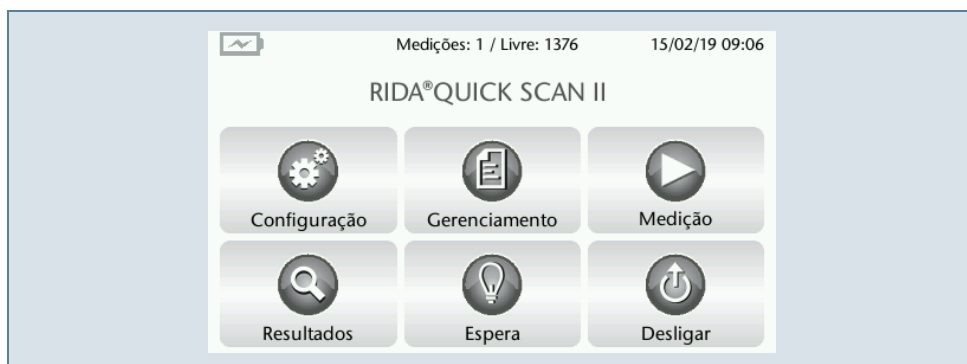 Medições: 1 / Livre: 1376 15/02/19 09:06
RIDA®QUICK SCAN II
Configuração Gerenciamento Medição
Resultados Espera Desligar